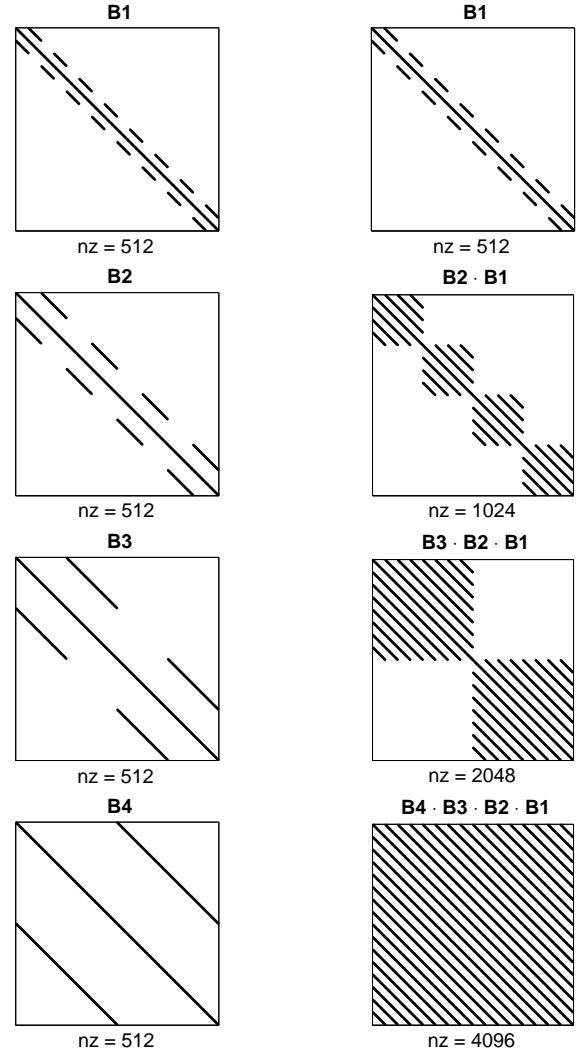 B1
B1
nz = 512
nz = 512
B2
B2 · B1
nz = 512
nz = 1024
B3
B3 · B2 · B1
nz = 512
nz = 2048
B4
B4 · B3 · B2 · B1
nz = 512
nz = 4096